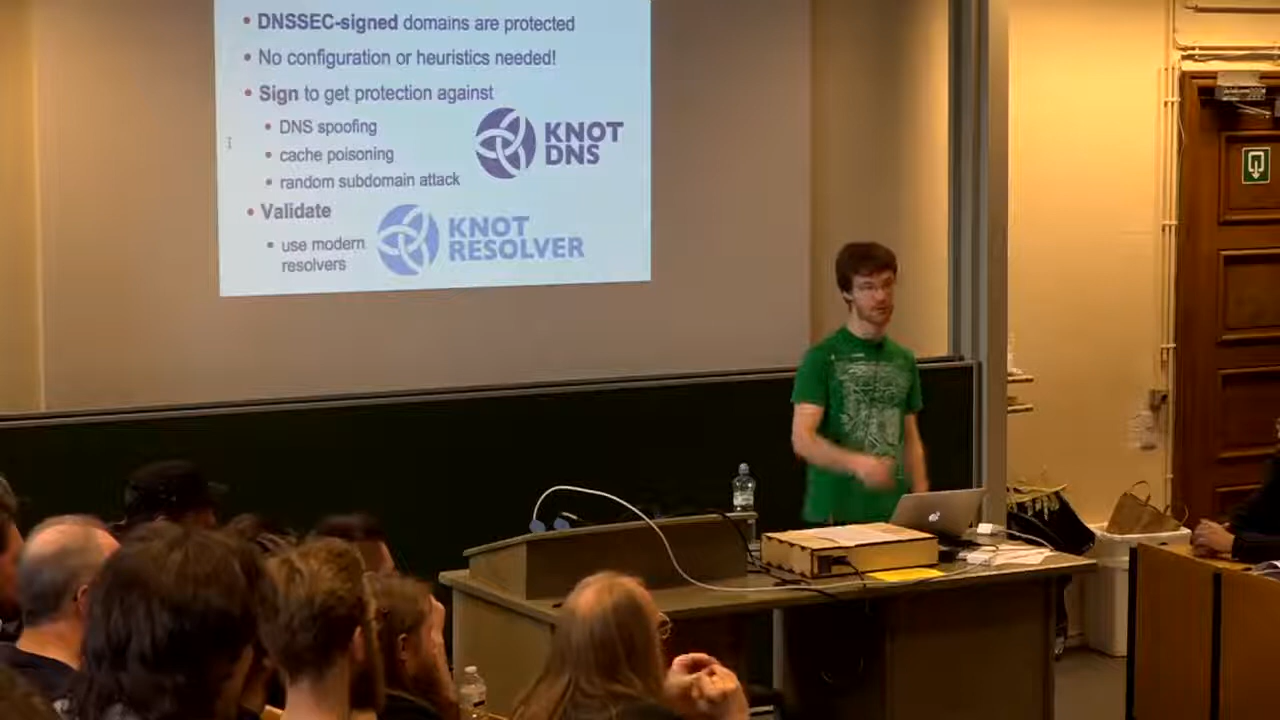 • DNSSEC-signed domains are protected
• No configuration or heuristics needed!
• Sign to get protection against
• DNS spoofing
• cache poisoning
• random subdomain attack
KNOT
DNS
• Validate
• use modern
resolvers
KNOT
RESOLVER